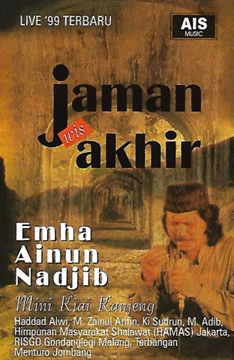 LIVE '99 TERBARU
AIS
MUSIC
jaman
wis
akhir
Emha
Ainun
Nadjib
Mini Kiai Kanjeng
Haddad Alwi, M. Zainul Arifin, Ki Sudrun, M. Adib,
Himpunan Masyarakat Shalawat (HAMAS) Jakarta,
RISGO Gondanglegi Malang, Terbangan
Menturo Jombang